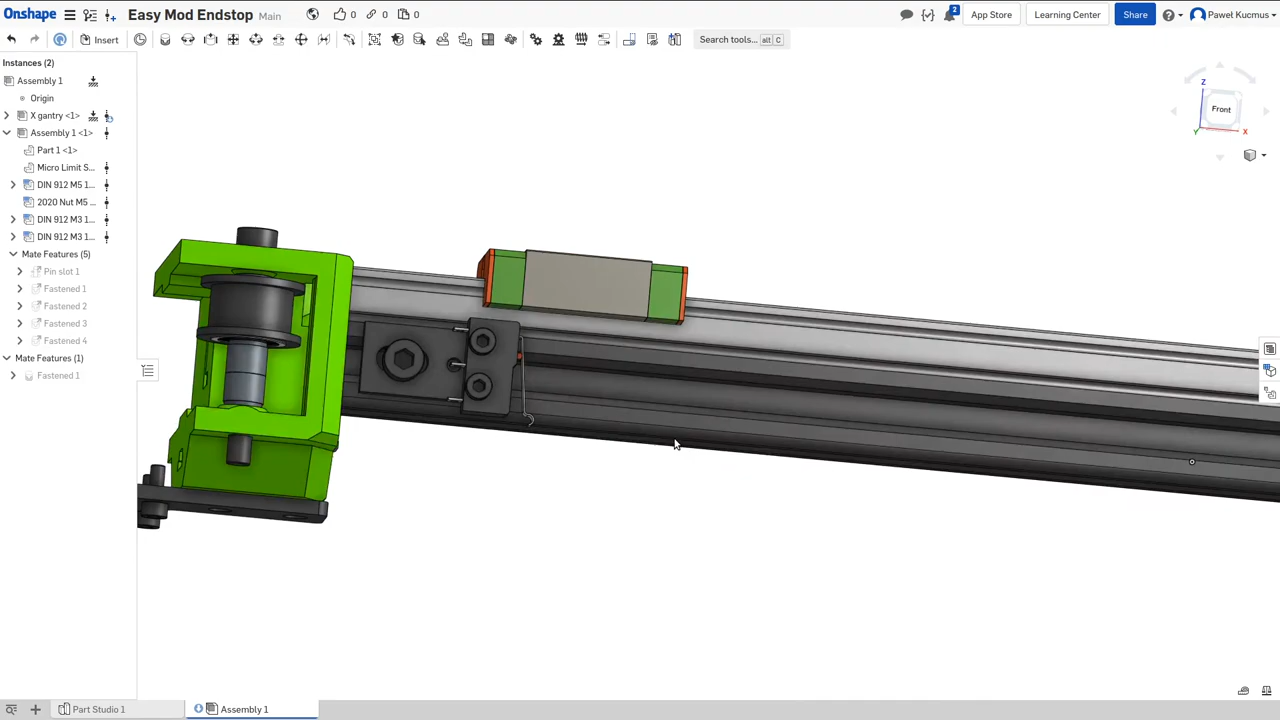 Onshape Easy Mod Endstop Main 0 0 0 2 App Store Learning Center Share Paweł Kucmus
Insert Search tools... alt C
Instances (2)
Assembly 1
Origin
X gantry <1>
Assembly 1 <1>
Part 1 <1>
Micro Limit S...
DIN 912 M5 1...
2020 Nut M5 ...
DIN 912 M3 1...
DIN 912 M3 1...
Mate Features (5)
Pin slot 1
Fastened 1
Fastened 2
Fastened 3
Fastened 4
Mate Features (1)
Fastened 1
Z
Front
Y
X
Part Studio 1 Assembly 1